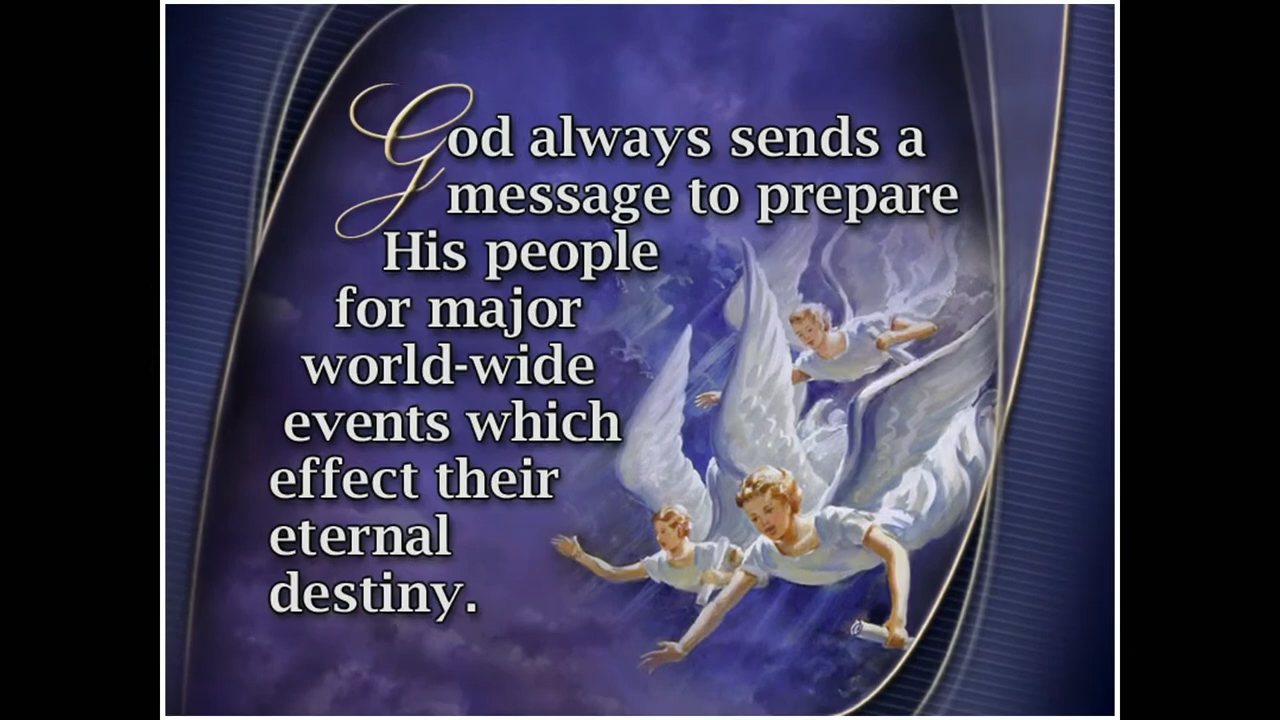 God always sends a
message to prepare
His people
for major
world-wide
events which
effect their
eternal
destiny.